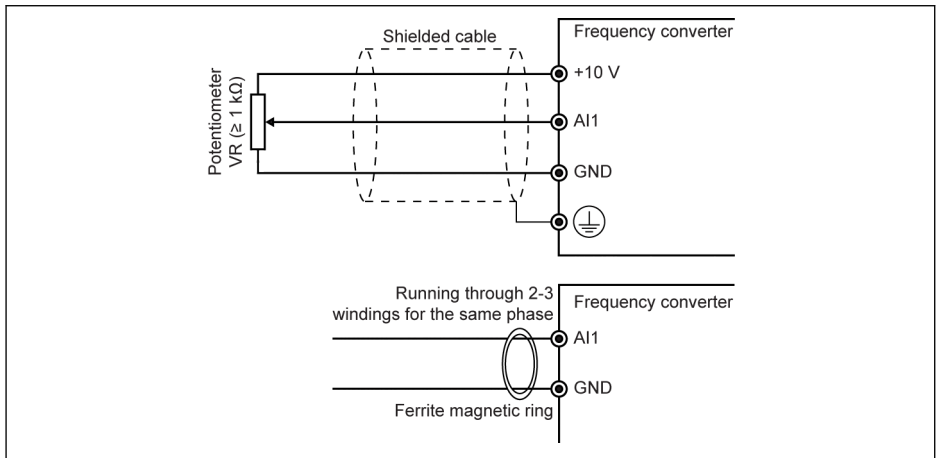 Shielded cable
Frequency converter
+10 V
Potentiometer
VR (≥ 1 kΩ)
AI1
GND
Running through 2-3
windings for the same phase
Frequency converter
AI1
GND
Ferrite magnetic ring